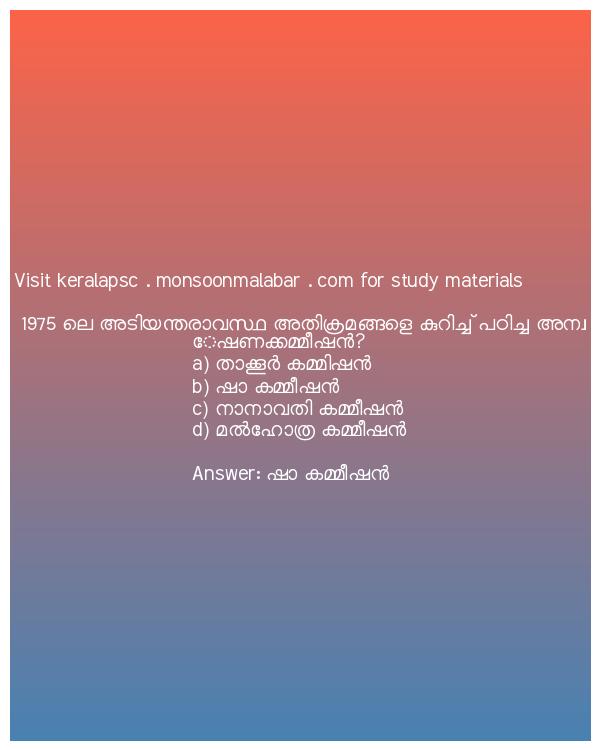 Visit keralapsc . monsoonmalabar . com for study materials
1975 ലെ അടിയന്തരാവസ്ഥ അതിക്രമങ്ങളെ കുറിച്ച് പഠിച്ച അന്വ
േഷണക്കമ്മീഷൻ?
a) താക്കൂർ കമ്മിഷൻ
b) ഷാ കമ്മീഷൻ
c) നാനാവതി കമ്മീഷൻ
d) മൽഹോത്ര കമ്മീഷൻ
Answer: ഷാ കമ്മീഷൻ